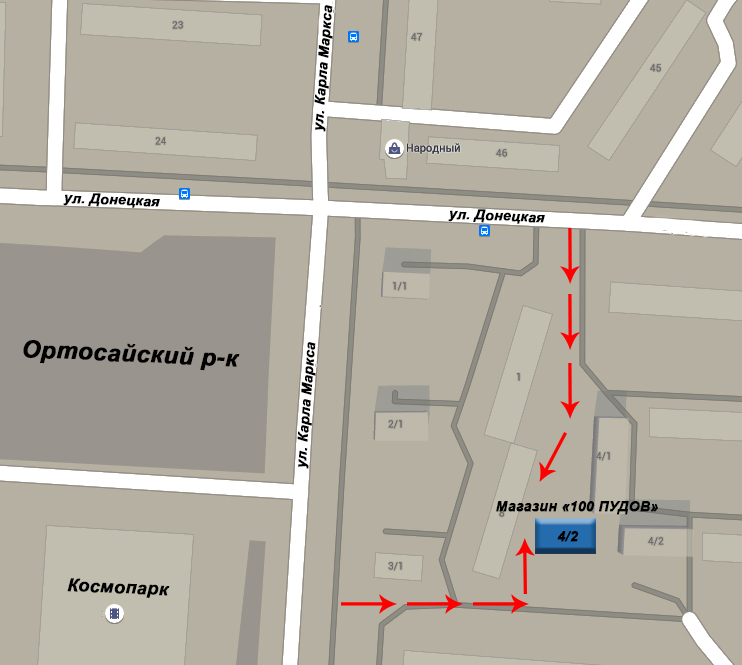 23
47
45
ул. Карла Маркса
24
Народный
46
ул. Донецкая
ул. Донецкая
1/1
Ортосайский р-к
ул. Карла Маркса
1
2/1
4/1
Магазин «100 ПУДОВ»
4/2
4/2
3/1
Космопарк